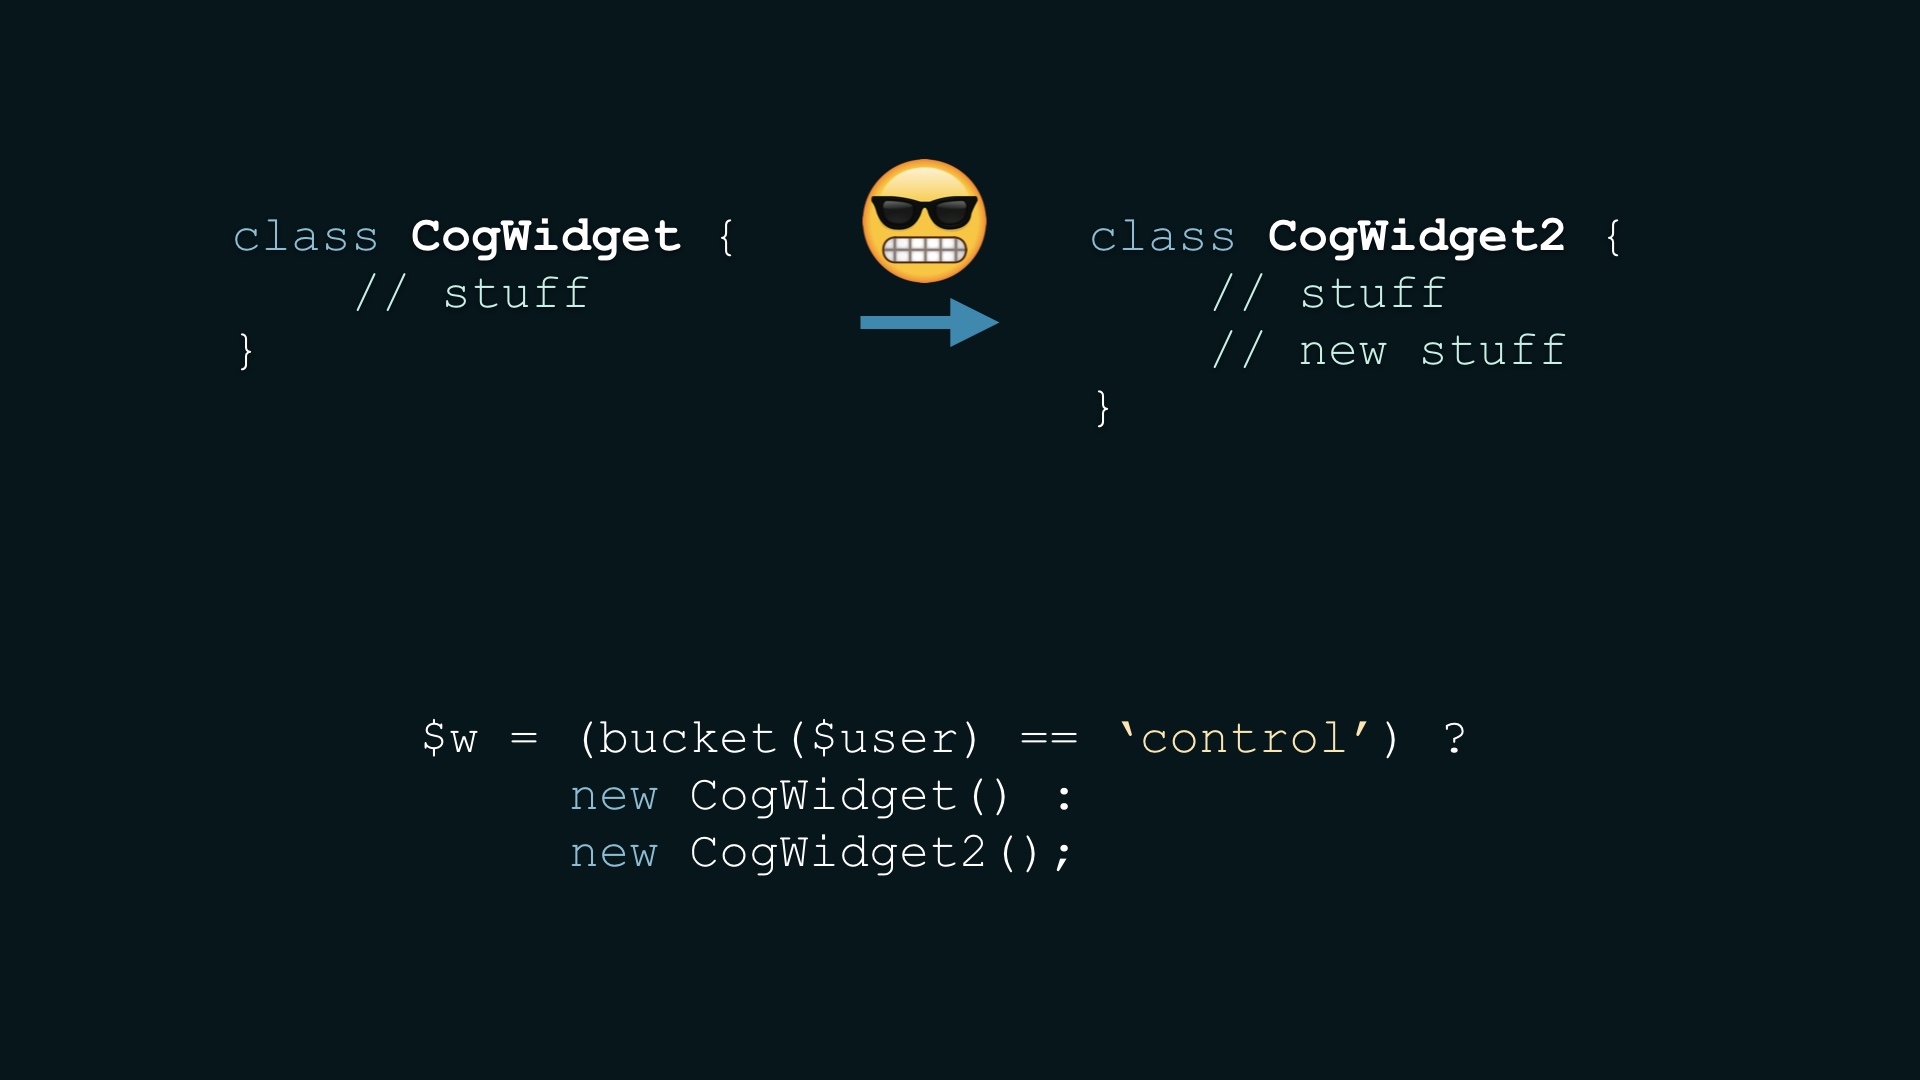 class CogWidget {
    // stuff
}
class CogWidget2 {
    // stuff
    // new stuff
}
$w = (bucket($user) == ‘control’) ?
     new CogWidget() :
     new CogWidget2();